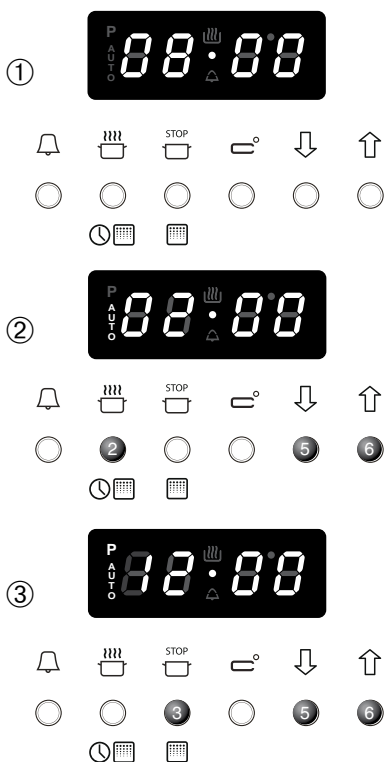 ①
P
AUTO
08·00
STOP
②
P
AUTO
02·00
STOP
2 5 6
③
P
AUTO
12·00
STOP
3 5 6